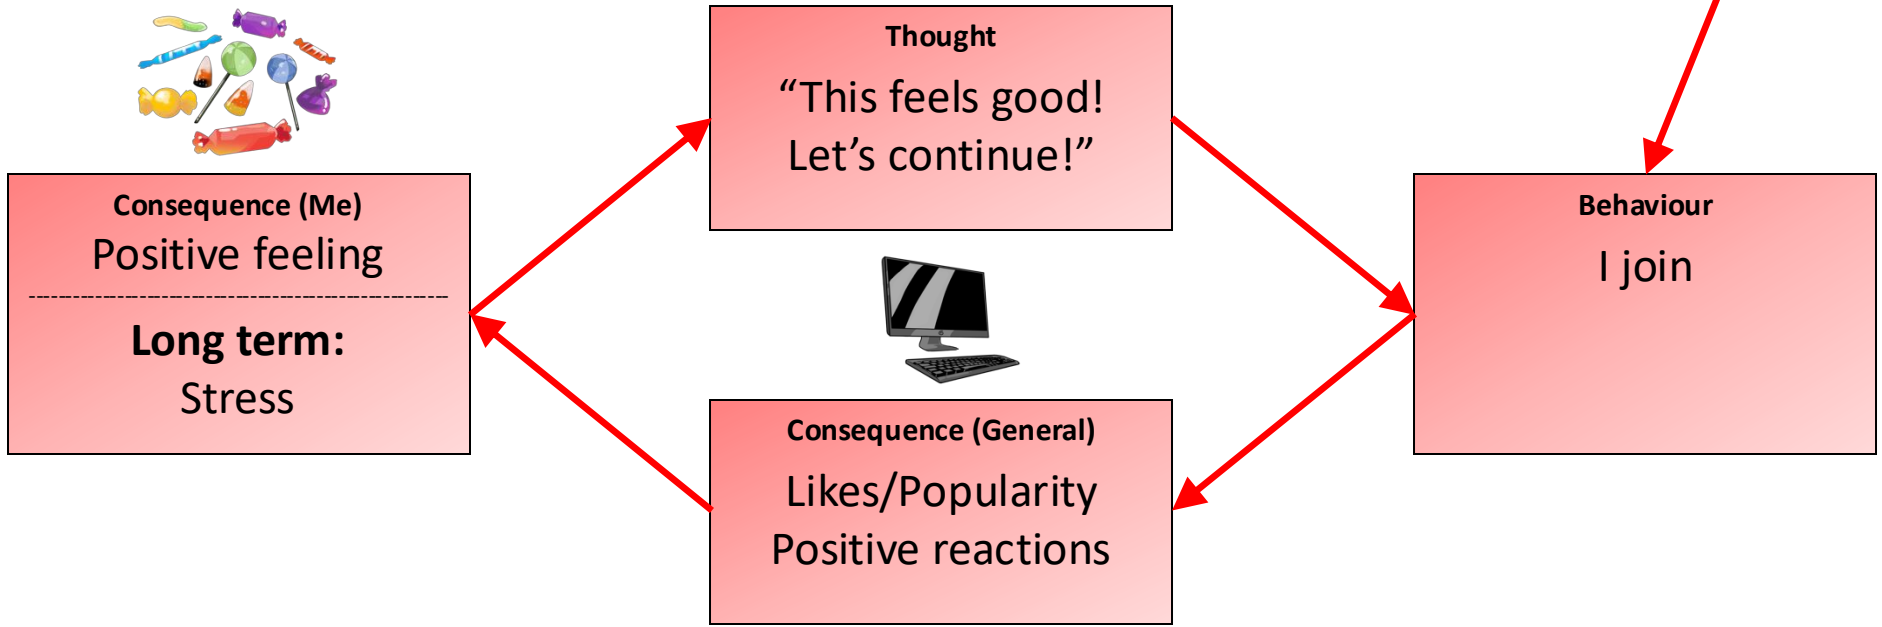 Thought
“This feels good!
Let’s continue!”
Consequence (Me)
Positive feeling
Long term:
Stress
Behaviour
I join
Consequence (General)
Likes/Popularity
Positive reactions